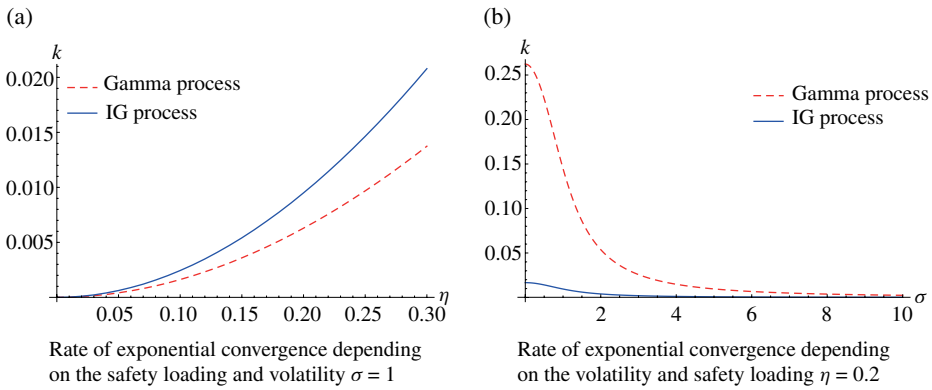 (a)
k
0.020
0.015
0.010
0.005
Gamma process
IG process
0.05 0.10 0.15 0.20 0.25 0.30 η
Rate of exponential convergence depending
on the safety loading and volatility σ = 1
(b)
k
0.25
0.20
0.15
0.10
0.05
Gamma process
IG process
2 4 6 8 10 σ
Rate of exponential convergence depending
on the volatility and safety loading η = 0.2